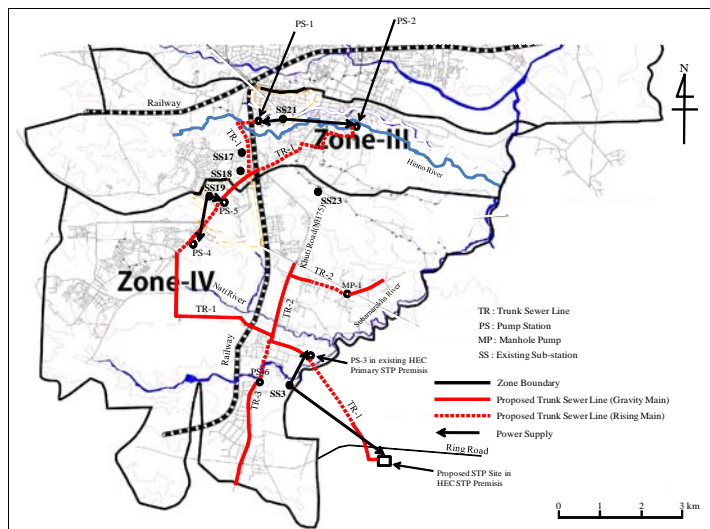 PS-1
PS-2
N
Railway
SS21
Zone-III
TR-1
TR-1
Hinoo River
SS17
SS18
SS19
PS-5
SS23
Khuti Road(NH75)
PS-4
Zone-IV
Nati River
TR-2
MP-1
Subarnarikha River
TR-1
TR-2
TR : Trunk Sewer Line
PS : Pump Station
MP : Manhole Pump
SS : Existing Sub-station
Railway
PS-3 in existing HEC
Primary STP Premisis
PS-6
SS3
TR-3
TR-1
Zone Boundary
Proposed Trunk Sewer Line (Gravity Main)
Proposed Trunk Sewer Line (Rising Main)
Power Supply
Ring Road
Proposed STP Site in
HEC STP Premisis
0 1 2 3 km